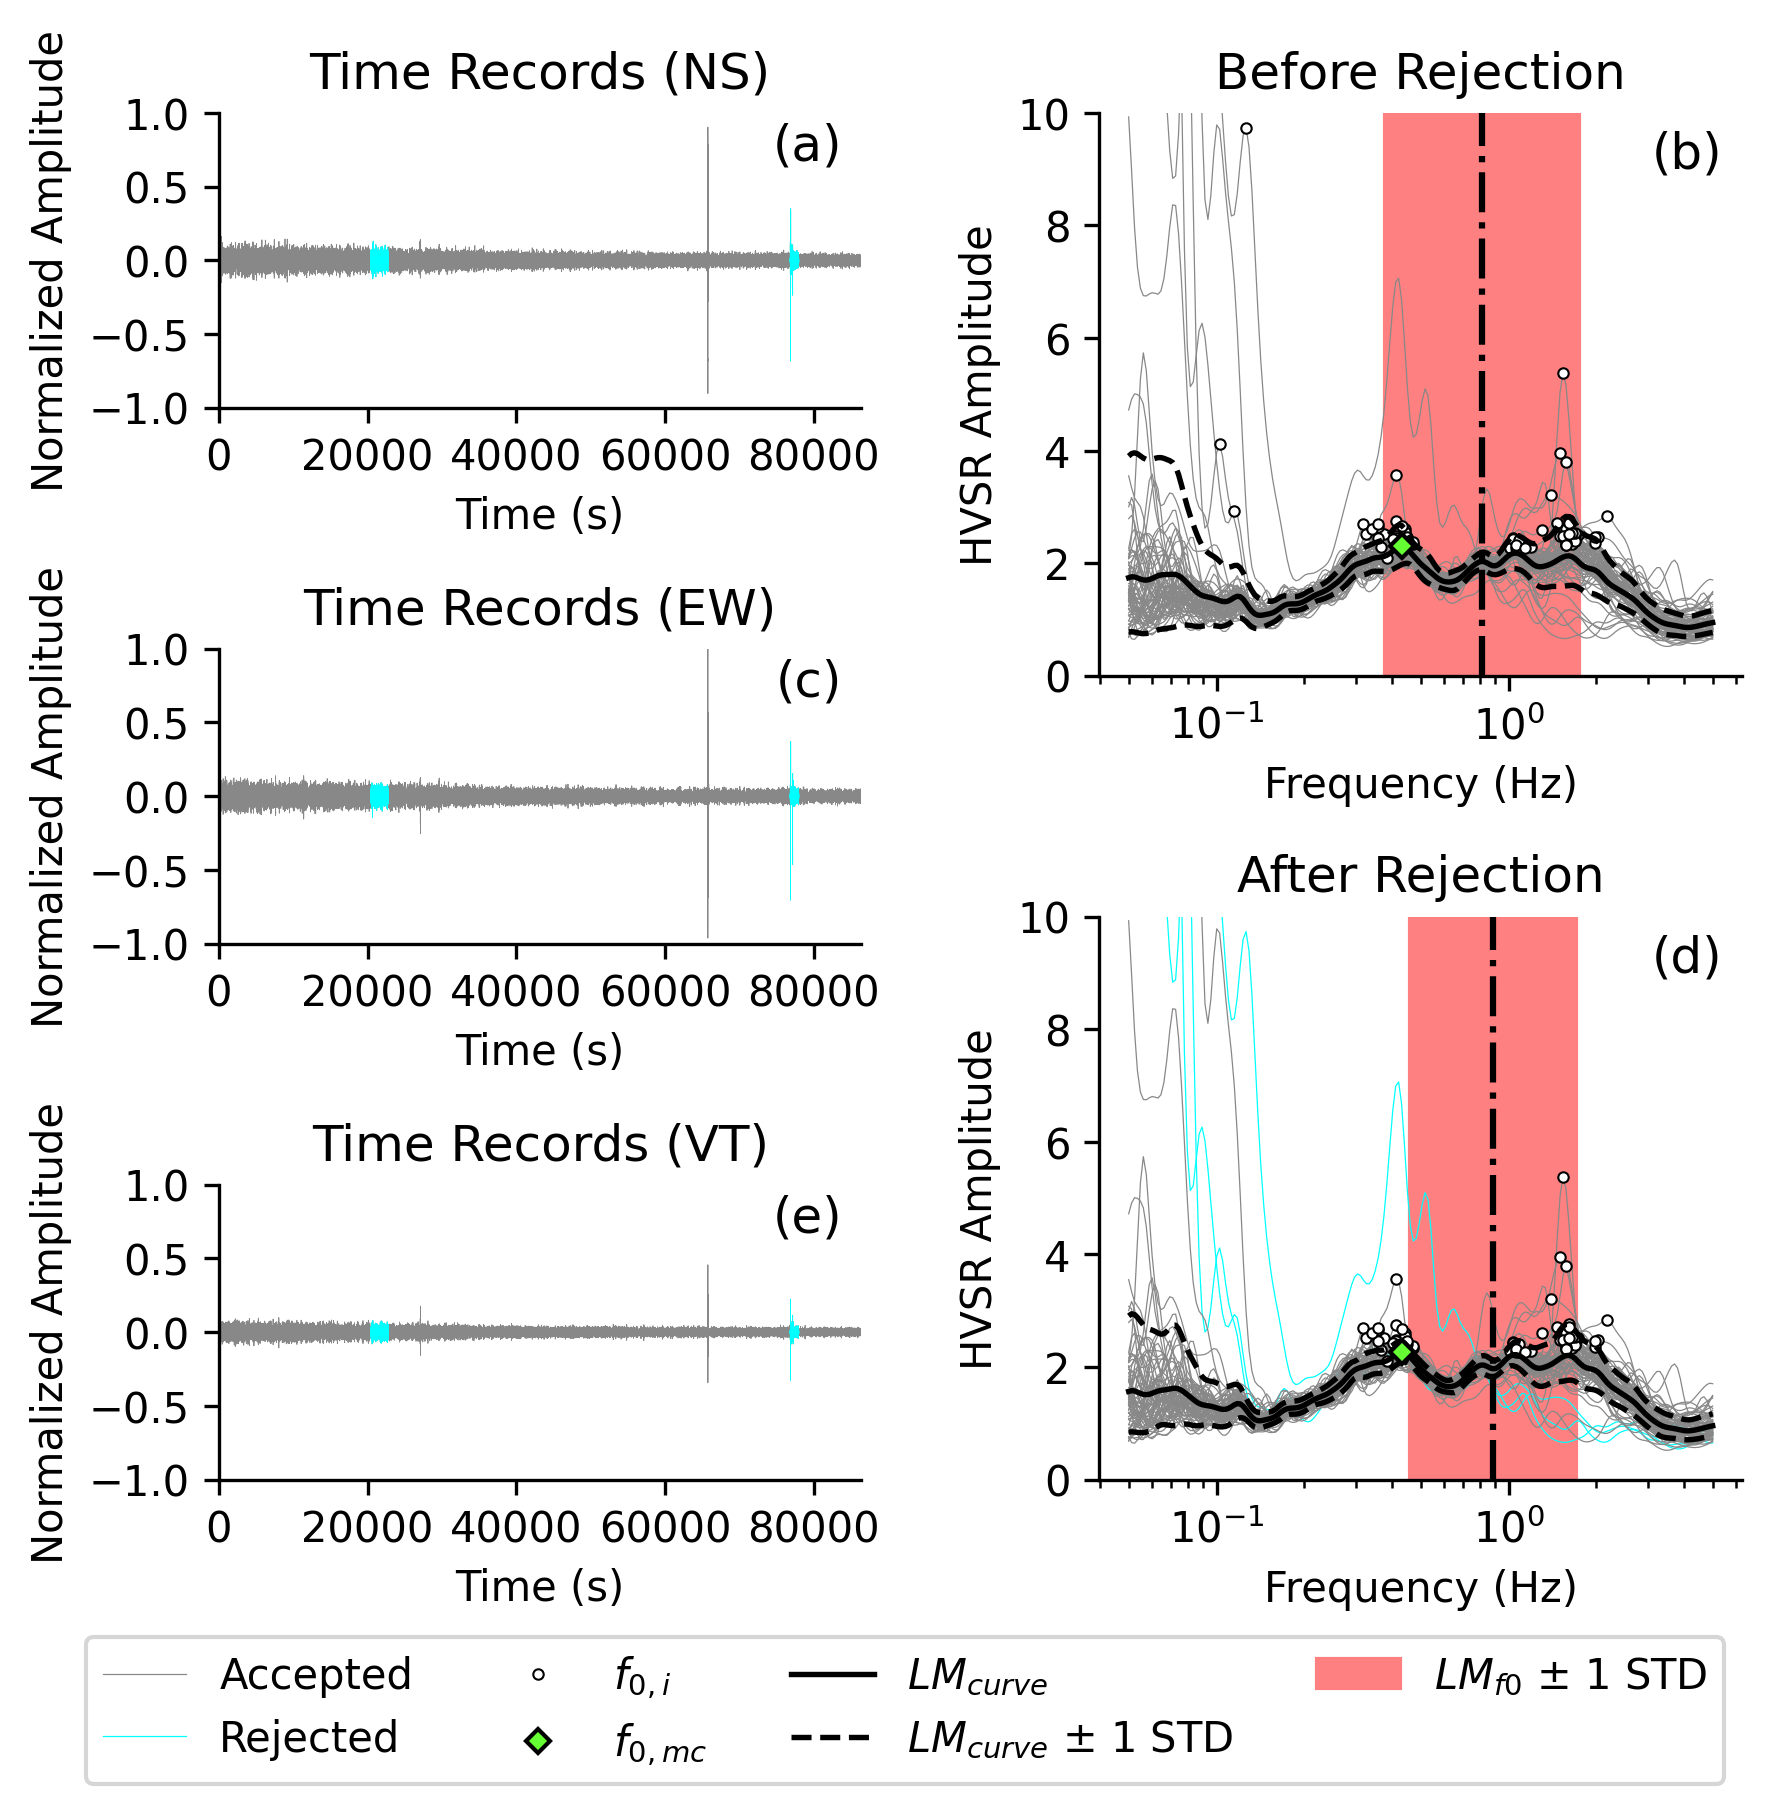 Time Records (NS)
(a)
Normalized Amplitude
1.0
0.5
0.0
−0.5
−1.0
0 20000 40000 60000 80000
Time (s)
Before Rejection
(b)
HVSR Amplitude
10
8
6
4
2
0
10⁻¹ 10⁰
Frequency (Hz)
Time Records (EW)
(c)
Normalized Amplitude
1.0
0.5
0.0
−0.5
−1.0
0 20000 40000 60000 80000
Time (s)
After Rejection
(d)
HVSR Amplitude
10
8
6
4
2
0
10⁻¹ 10⁰
Frequency (Hz)
Time Records (VT)
(e)
Normalized Amplitude
1.0
0.5
0.0
−0.5
−1.0
0 20000 40000 60000 80000
Time (s)
Accepted
Rejected
f0,i
f0,mc
LMcurve
LMcurve ± 1 STD
LMf0 ± 1 STD